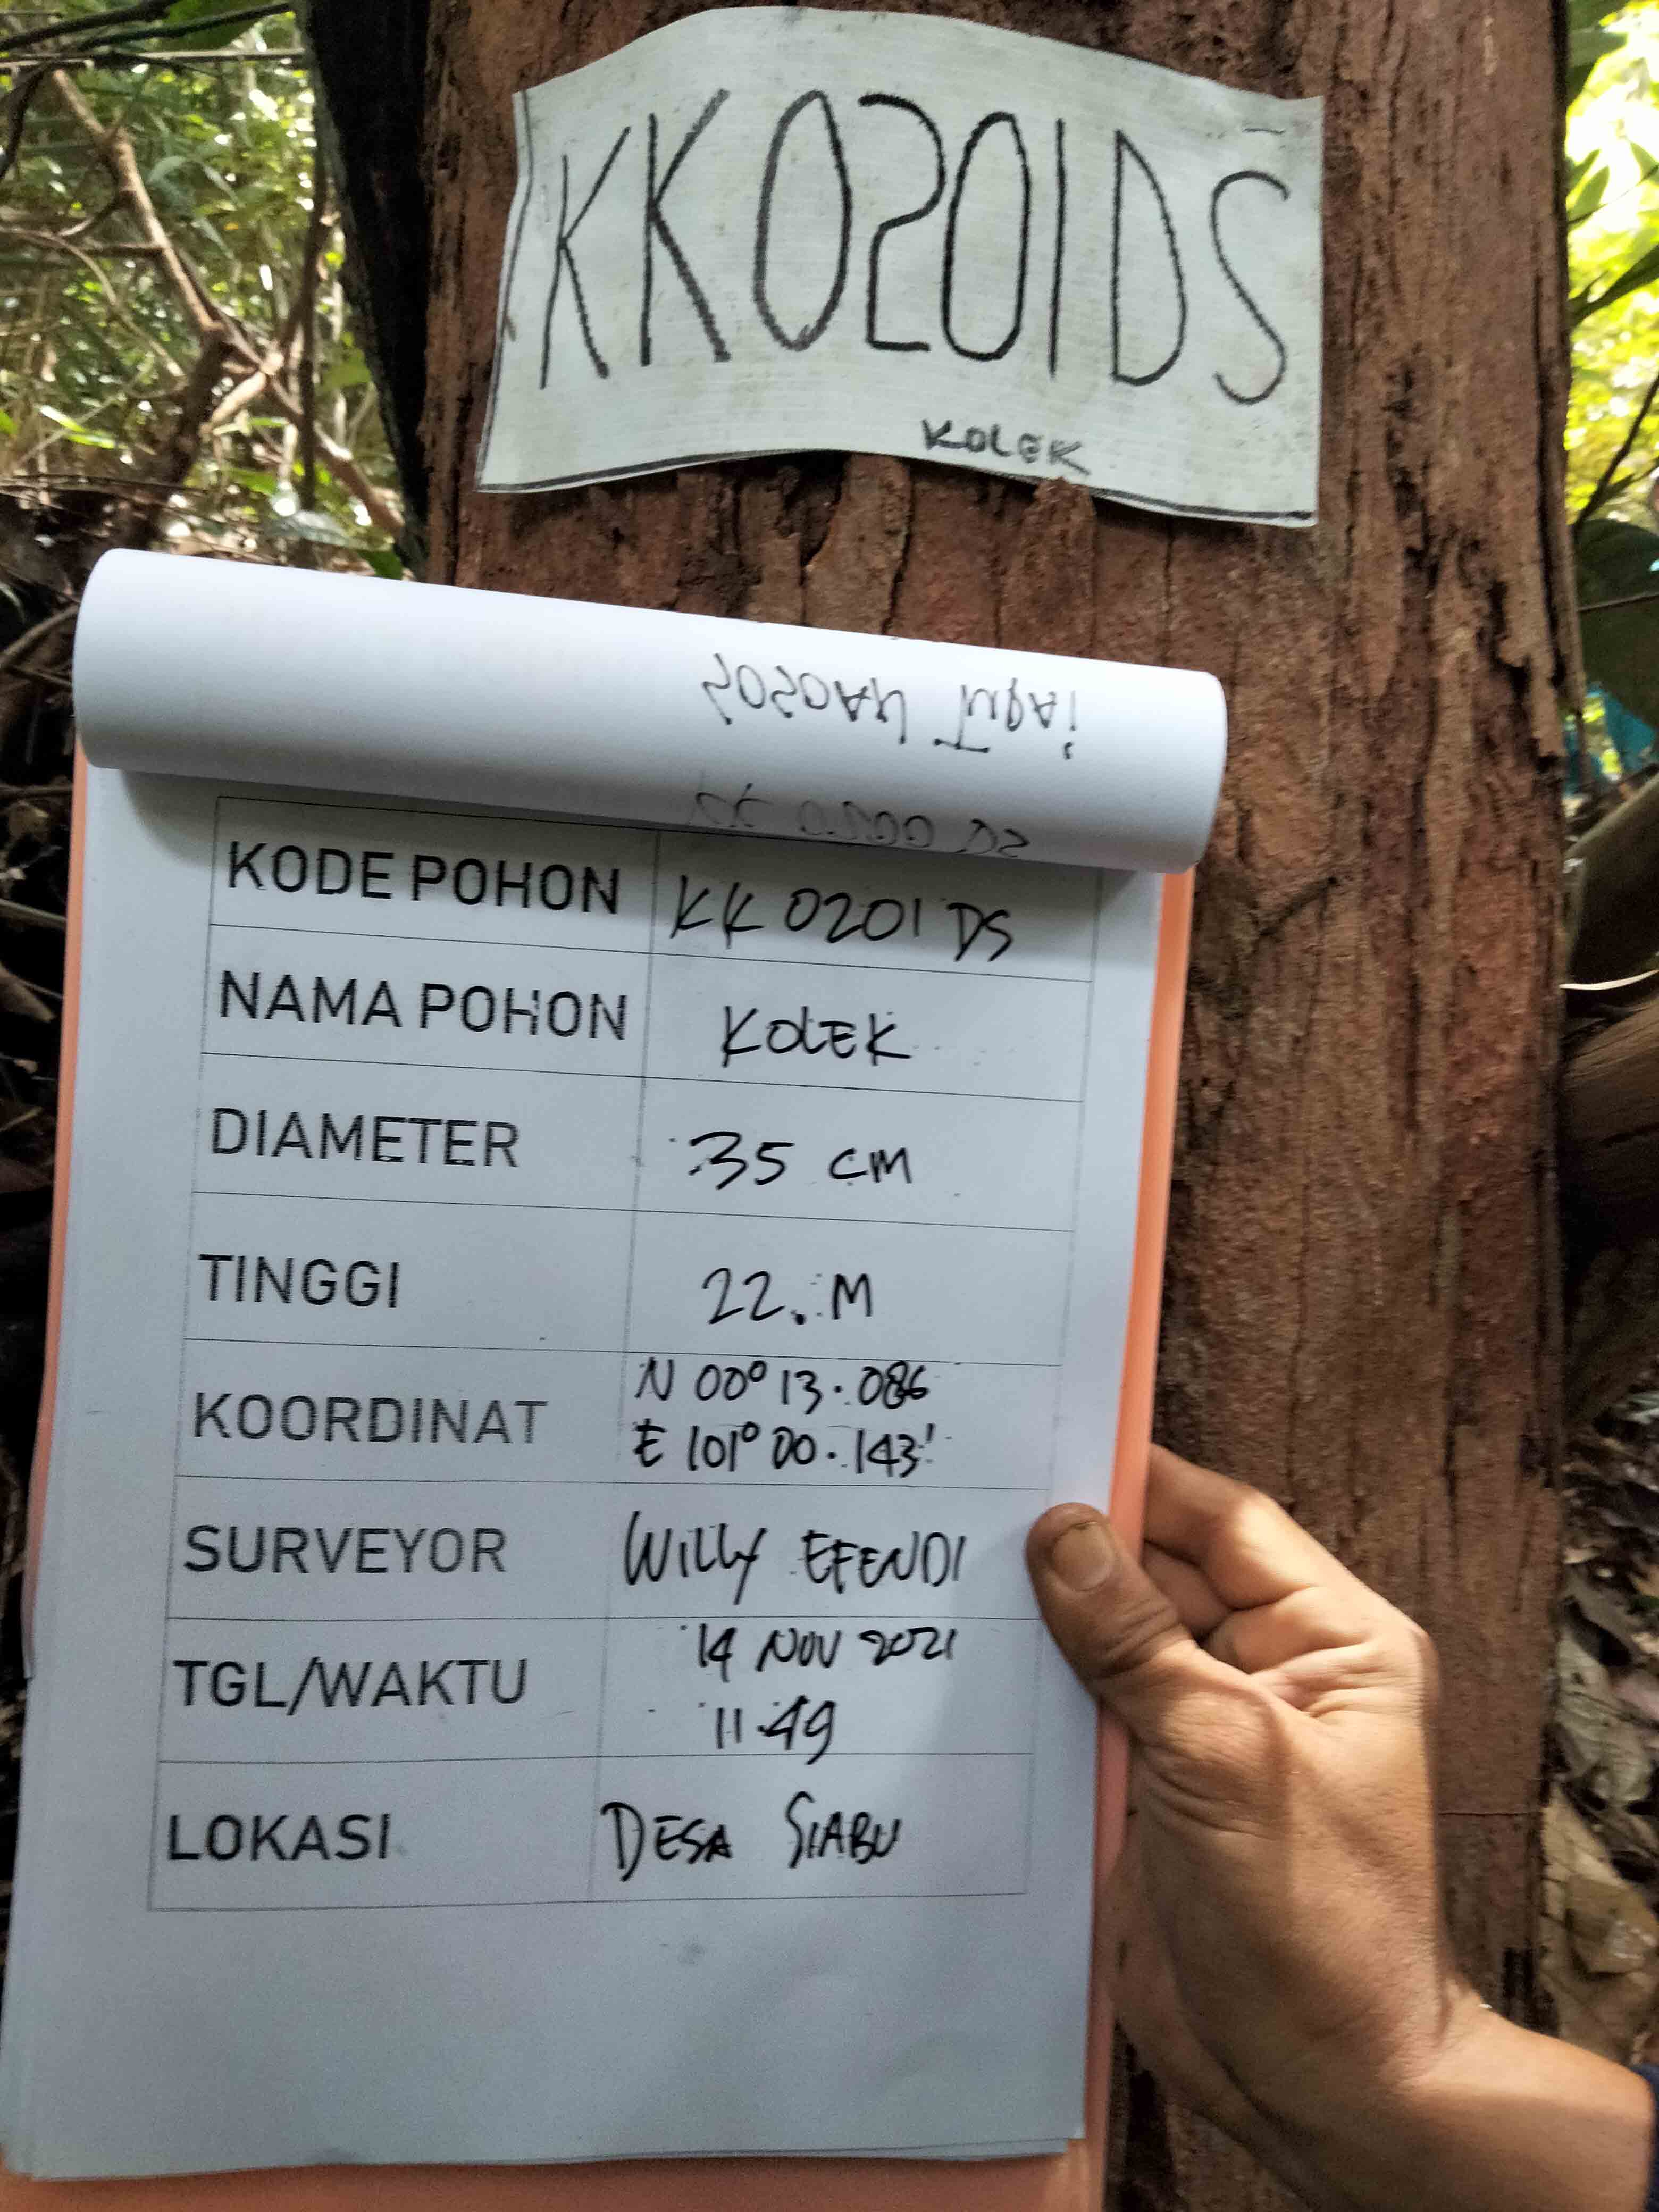 KK0201DS
KOLEK
KODE POHON KK 0201 DS
NAMA POHON KOLEK
DIAMETER 35 CM
TINGGI 22. M
KOORDINAT N 00° 13.086
E 101° 00.143'
SURVEYOR WILLY EFENDI
TGL/WAKTU 14 NOV 2021
11.49
LOKASI DESA SIABU